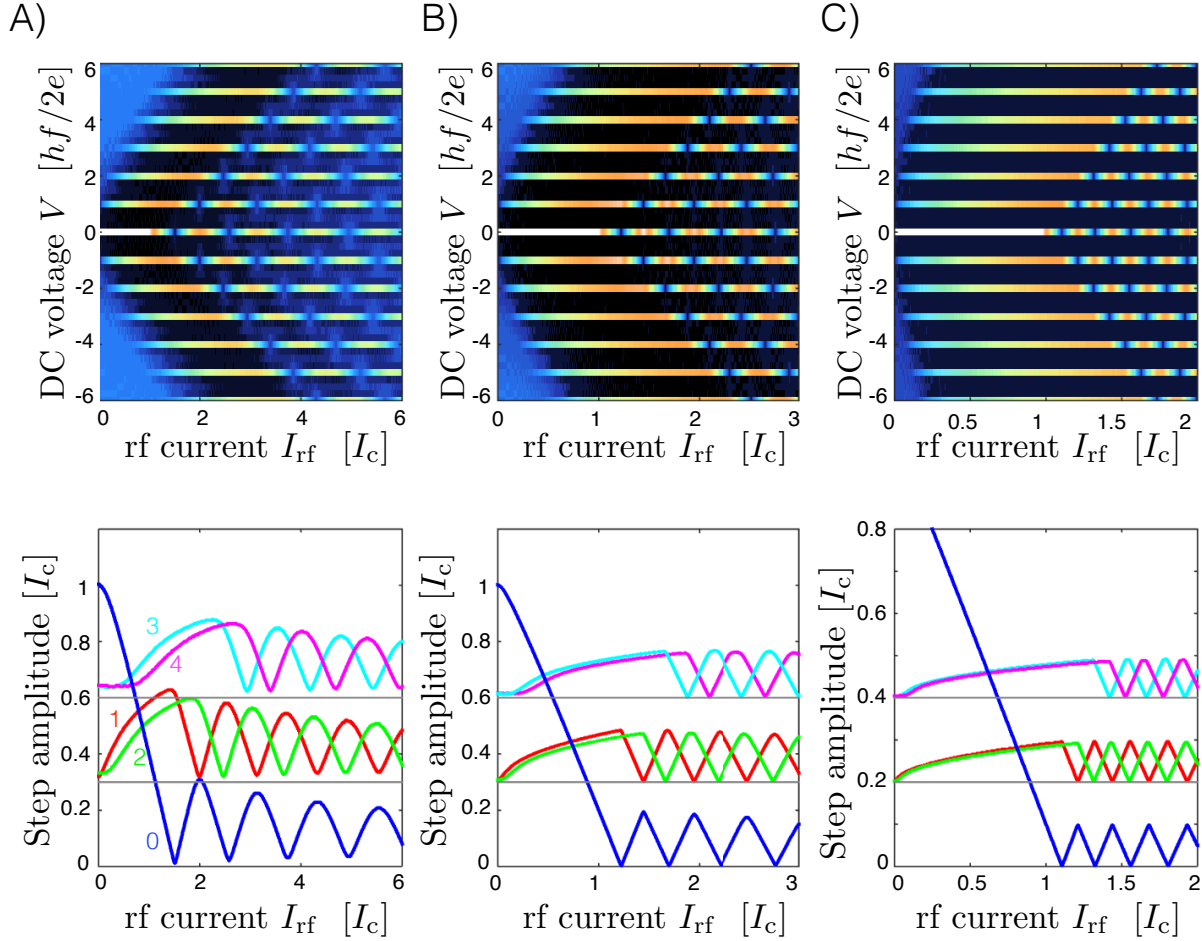 A)
B)
C)
DC voltage V [hf/2e]
6
4
2
0
-2
-4
-6
0 2 4 6
rf current I_rf [I_c]
DC voltage V [hf/2e]
6
4
2
0
-2
-4
-6
0 1 2 3
rf current I_rf [I_c]
DC voltage V [hf/2e]
6
4
2
0
-2
-4
-6
0 0.5 1 1.5 2
rf current I_rf [I_c]
Step amplitude [I_c]
1
0.8
0.6
0.4
0.2
0
3
4
1
2
0
0 2 4 6
rf current I_rf [I_c]
Step amplitude [I_c]
1
0.8
0.6
0.4
0.2
0
0 1 2 3
rf current I_rf [I_c]
Step amplitude [I_c]
0.8
0.6
0.4
0.2
0
0 0.5 1 1.5 2
rf current I_rf [I_c]